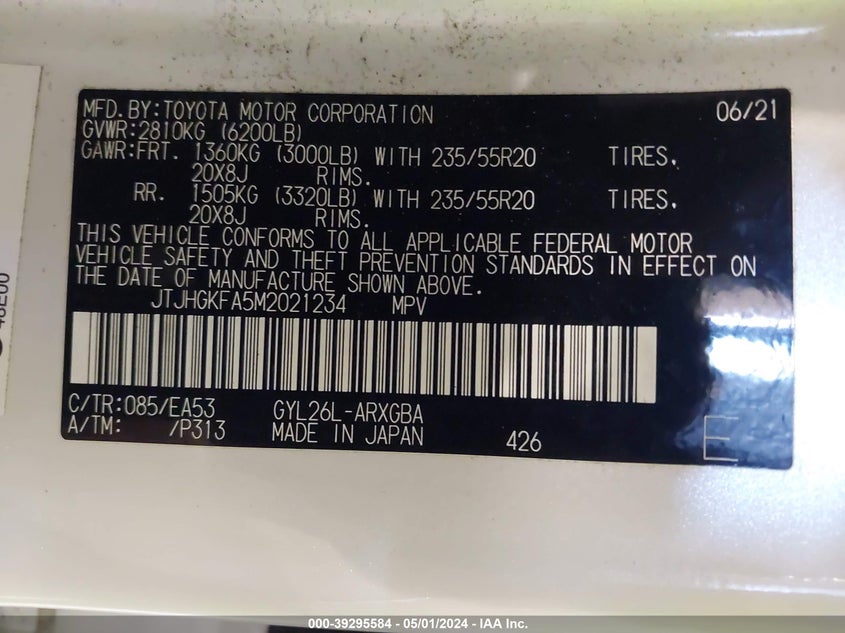 MFD.BY:TOYOTA MOTOR CORPORATION 06/21
GVWR:2810KG (6200LB)
GAWR:FRT. 1360KG (3000LB) WITH 235/55R20 TIRES,
20X8J RIMS.
RR. 1505KG (3320LB) WITH 235/55R20 TIRES,
20X8J RIMS.
THIS VEHICLE CONFORMS TO ALL APPLICABLE FEDERAL MOTOR
VEHICLE SAFETY AND THEFT PREVENTION STANDARDS IN EFFECT ON
THE DATE OF MANUFACTURE SHOWN ABOVE.
JTJHGKFA5M2021234 MPV
C/TR:085/EA53 GYL26L-ARXGBA
A/TM: /P313 MADE IN JAPAN 426 E
000-39295584 - 05/01/2024 - IAA Inc.